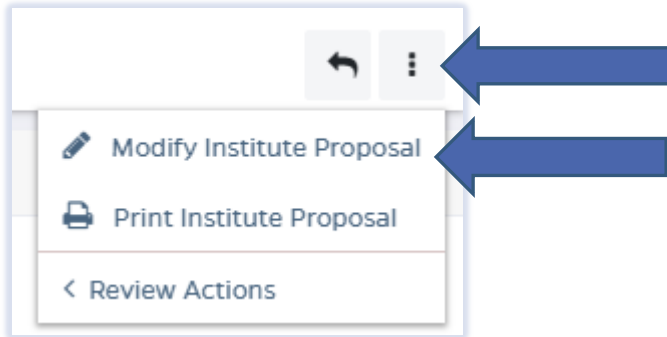 Modify Institute Proposal
Print Institute Proposal
Review Actions